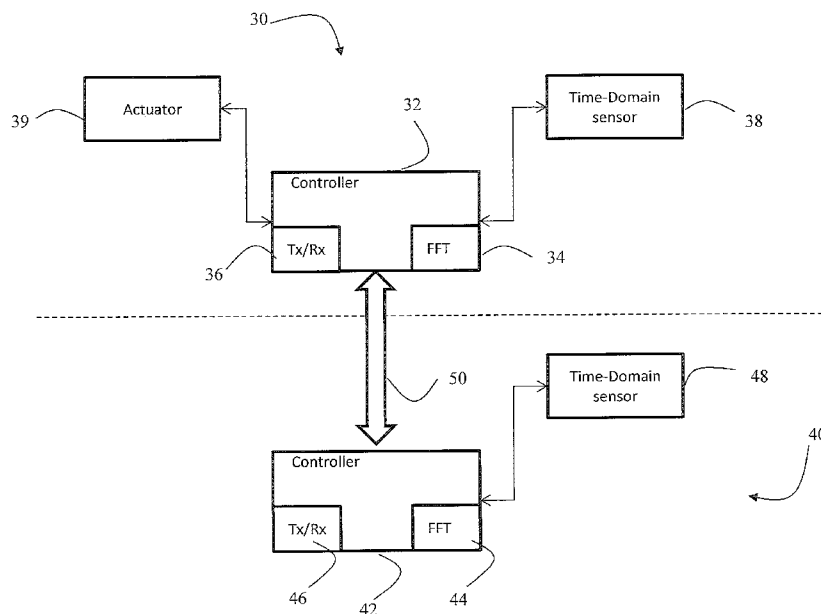 30
Actuator
39
32
Time-Domain
sensor
38
Controller
Tx/Rx
FFT
36
34
50
Time-Domain
sensor
48
40
Controller
Tx/Rx
FFT
46
42
44